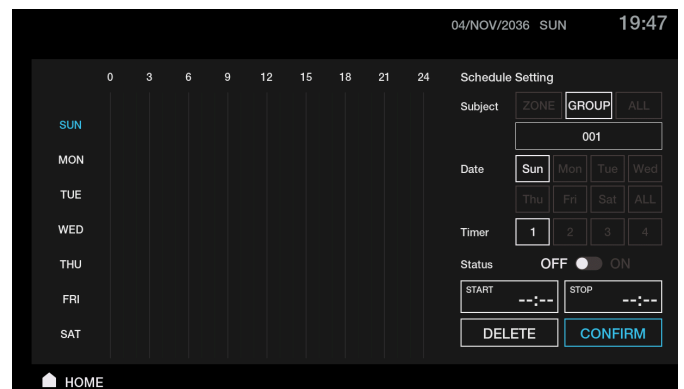 04/NOV/2036 SUN 19:47
0 3 6 9 12 15 18 21 24
SUN
MON
TUE
WED
THU
FRI
SAT
Schedule Setting
Subject ZONE GROUP ALL
001
Date Sun Mon Tue Wed
Thu Fri Sat ALL
Timer 1 2 3 4
Status OFF ON
START --:-- STOP --:--
DELETE CONFIRM
HOME